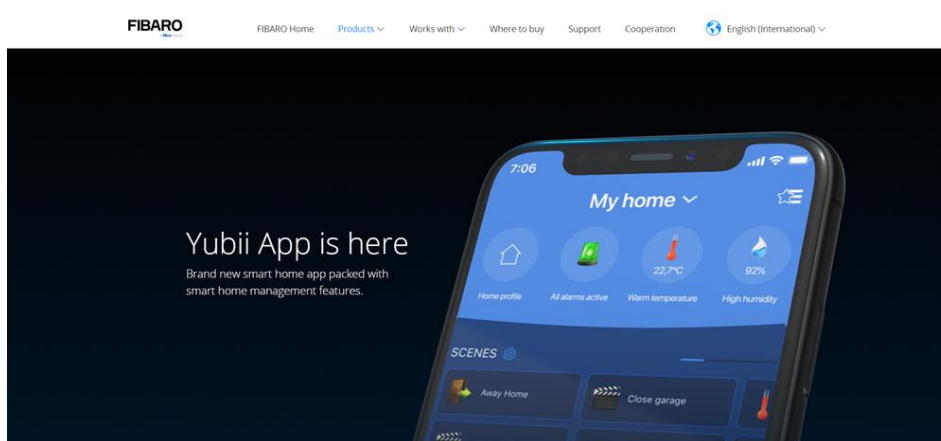 FIBARO
FIBARO Home
Products
Works with
Where to buy
Support
Cooperation
English (International)
7:06
My home
Yubii App is here
Brand new smart home app packed with
smart home management features.
22,7°C
92%
Home profile
All alarms active
Warm temperature
High humidity
SCENES
Away Home
Close garage